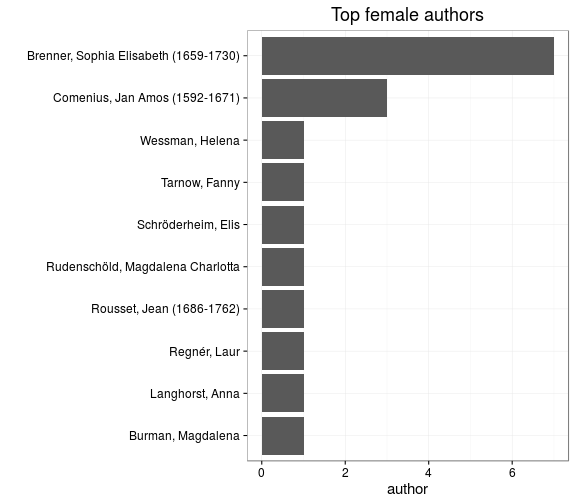 Top female authors
Brenner, Sophia Elisabeth (1659-1730)
Comenius, Jan Amos (1592-1671)
Wessman, Helena
Tarnow, Fanny
Schröderheim, Elis
Rudenschöld, Magdalena Charlotta
Rousset, Jean (1686-1762)
Regnér, Laur
Langhorst, Anna
Burman, Magdalena
0 2 4 6
author